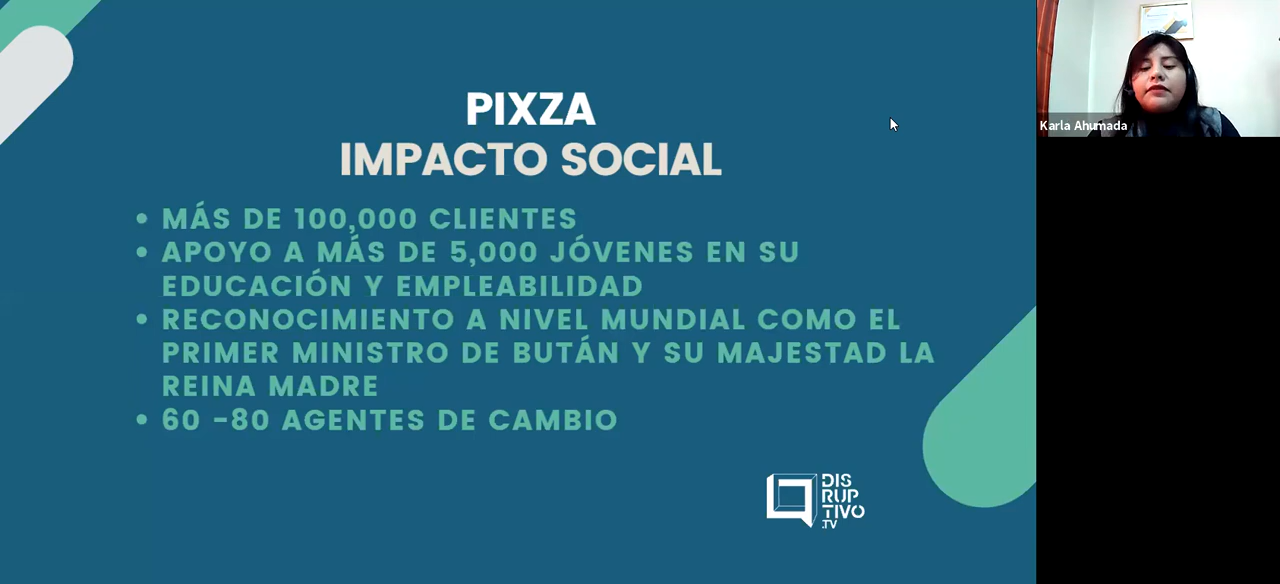 PIXZA
IMPACTO SOCIAL
• MÁS DE 100,000 CLIENTES
• APOYO A MÁS DE 5,000 JÓVENES EN SU
EDUCACIÓN Y EMPLEABILIDAD
• RECONOCIMIENTO A NIVEL MUNDIAL COMO EL
PRIMER MINISTRO DE BUTÁN Y SU MAJESTAD LA
REINA MADRE
• 60 -80 AGENTES DE CAMBIO
DIS
RUP
TIVO
.TV
Karla Ahumada